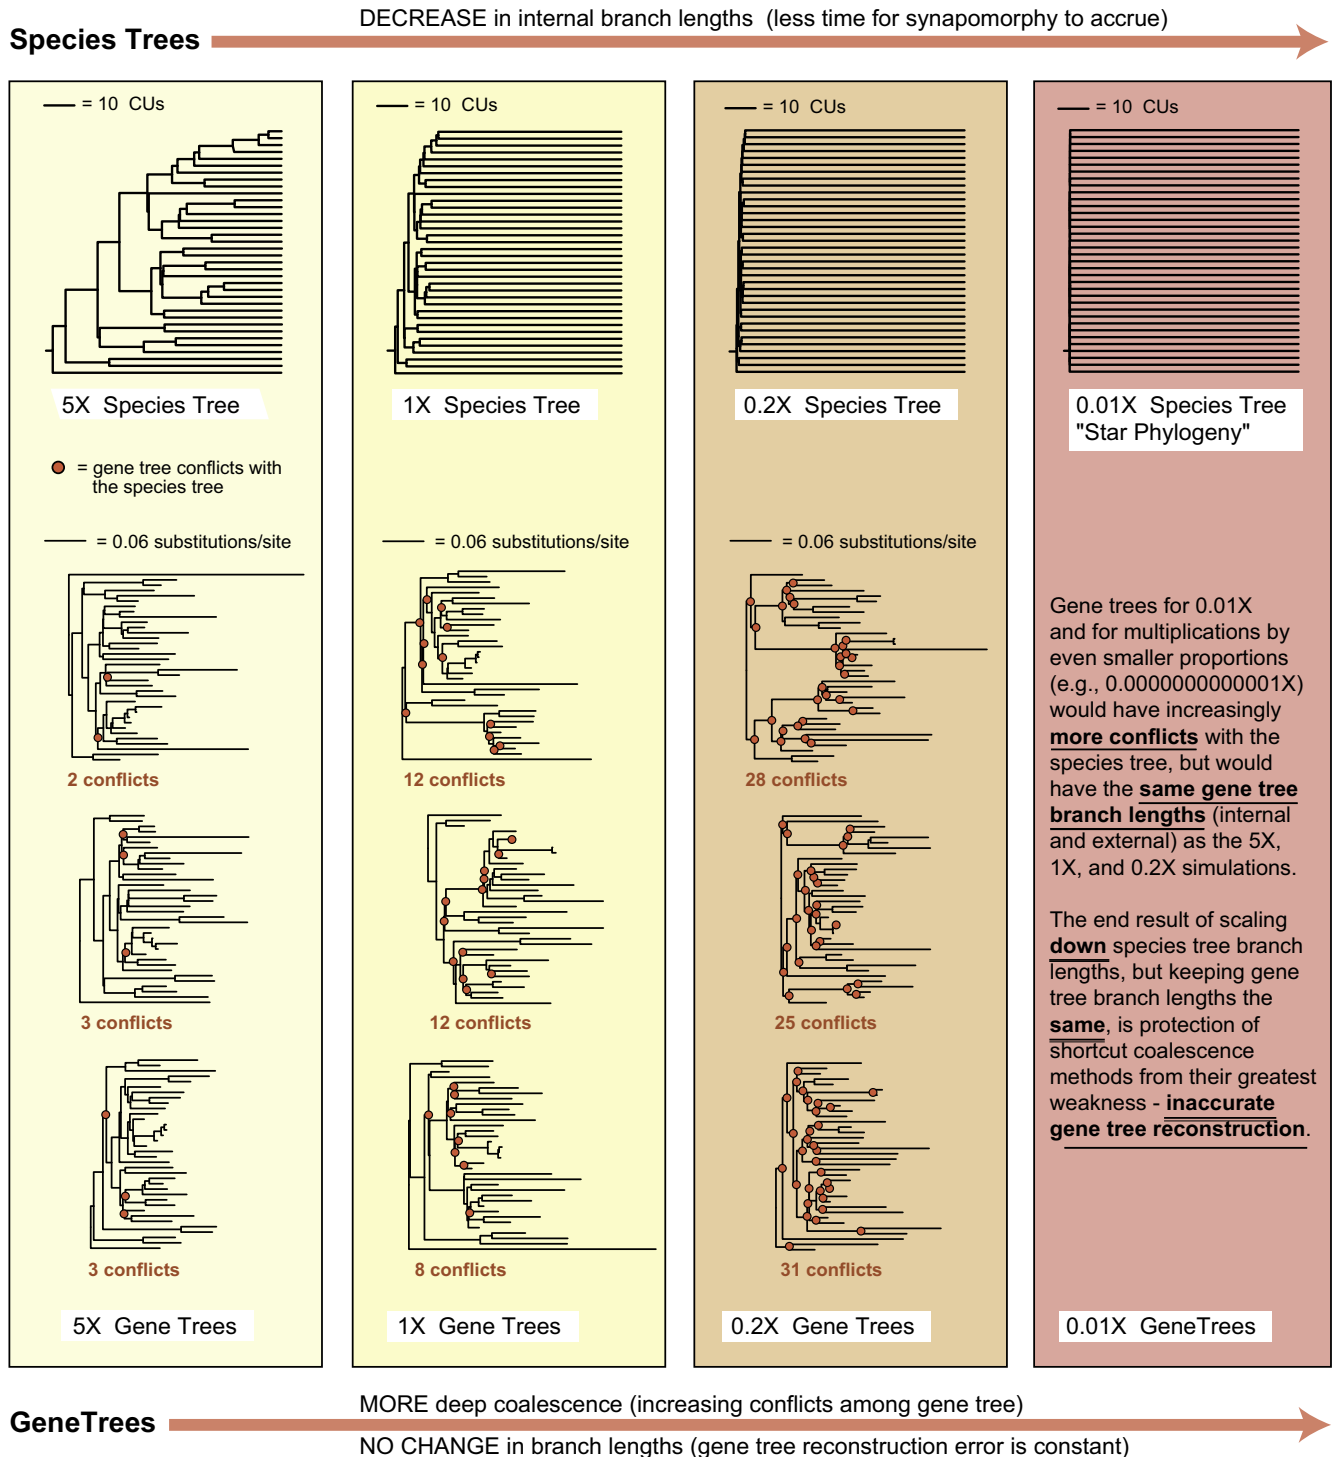 DECREASE in internal branch lengths (less time for synapomorphy to accrue)
Species Trees
= 10 CUs
5X Species Tree
= 10 CUs
1X Species Tree
= 10 CUs
0.2X Species Tree
= 10 CUs
0.01X Species Tree
"Star Phylogeny"
= gene tree conflicts with
the species tree
= 0.06 substitutions/site
2 conflicts
3 conflicts
3 conflicts
5X Gene Trees
= 0.06 substitutions/site
12 conflicts
12 conflicts
8 conflicts
1X Gene Trees
= 0.06 substitutions/site
28 conflicts
25 conflicts
31 conflicts
0.2X Gene Trees
Gene trees for 0.01X
and for multiplications by
even smaller proportions
(e.g., 0.0000000000001X)
would have increasingly
more conflicts with the
species tree, but would
have the same gene tree
branch lengths (internal
and external) as the 5X,
1X, and 0.2X simulations.
The end result of scaling
down species tree branch
lengths, but keeping gene
tree branch lengths the
same, is protection of
shortcut coalescence
methods from their greatest
weakness - inaccurate
gene tree reconstruction.
0.01X GeneTrees
MORE deep coalescence (increasing conflicts among gene tree)
GeneTrees
NO CHANGE in branch lengths (gene tree reconstruction error is constant)